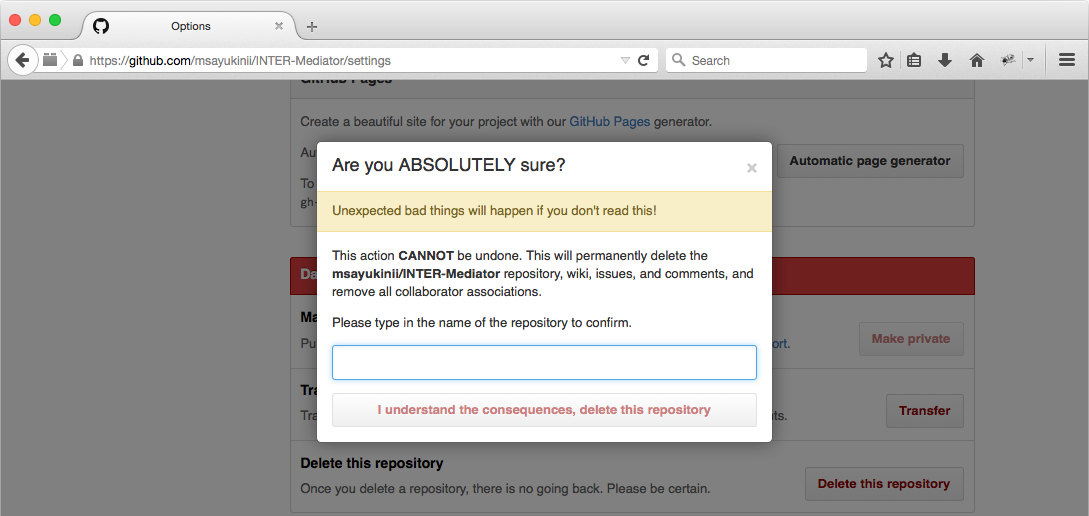 Options
https://github.com/msayukinii/INTER-Mediator/settings
Search
GitHub Pages
Create a beautiful site for your project with our GitHub Pages generator.
Au
Automatic page generator
To
gh-
Are you ABSOLUTELY sure?
Unexpected bad things will happen if you don't read this!
This action CANNOT be undone. This will permanently delete the
msayukinii/INTER-Mediator repository, wiki, issues, and comments, and
remove all collaborator associations.
Please type in the name of the repository to confirm.
I understand the consequences, delete this repository
Da
Ma
Pu
ort.
Make private
Tra
Tra
ts.
Transfer
Delete this repository
Once you delete a repository, there is no going back. Please be certain.
Delete this repository